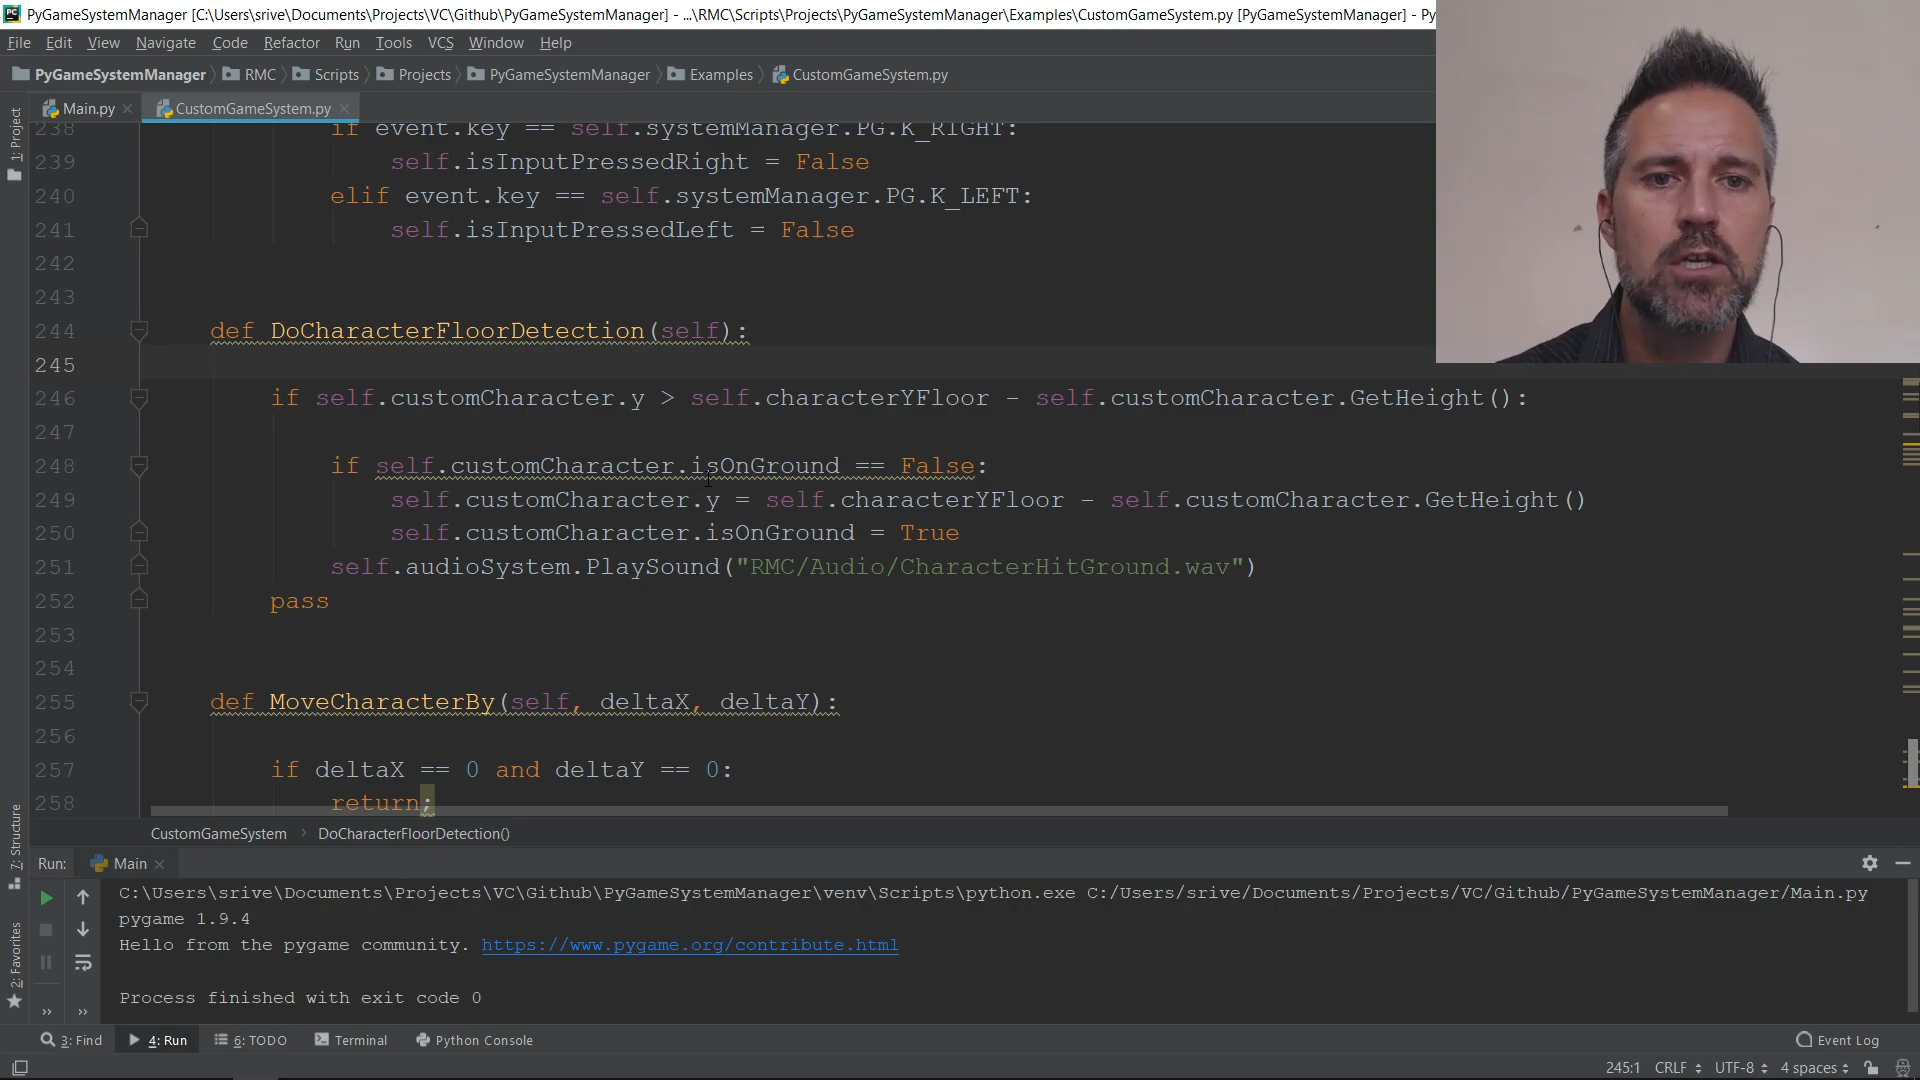 PyGameSystemManager [C:\Users\srive\Documents\Projects\VC\Github\PyGameSystemManager] - ...\RMC\Scripts\Projects\PyGameSystemManager\Examples\CustomGameSystem.py [PyGameSystemManager] - Py
File Edit View Navigate Code Refactor Run Tools VCS Window Help
PyGameSystemManager RMC Scripts Projects PyGameSystemManager Examples CustomGameSystem.py
Main.py CustomGameSystem.py
1: Project
238 if event.key == self.systemManager.PG.K_RIGHT:
239 self.isInputPressedRight = False
240 elif event.key == self.systemManager.PG.K_LEFT:
241 self.isInputPressedLeft = False
242
243
244 def DoCharacterFloorDetection(self):
245
246 if self.customCharacter.y > self.characterYFloor - self.customCharacter.GetHeight():
247
248 if self.customCharacter.isOnGround == False:
249 self.customCharacter.y = self.characterYFloor - self.customCharacter.GetHeight()
250 self.customCharacter.isOnGround = True
251 self.audioSystem.PlaySound("RMC/Audio/CharacterHitGround.wav")
252 pass
253
254
255 def MoveCharacterBy(self, deltaX, deltaY):
256
257 if deltaX == 0 and deltaY == 0:
258 return;
7: Structure
CustomGameSystem DoCharacterFloorDetection()
Run: Main
2: Favorites
C:\Users\srive\Documents\Projects\VC\Github\PyGameSystemManager\venv\Scripts\python.exe C:/Users/srive/Documents/Projects/VC/Github/PyGameSystemManager/Main.py
pygame 1.9.4
Hello from the pygame community. https://www.pygame.org/contribute.html
Process finished with exit code 0
3: Find 4: Run 6: TODO Terminal Python Console Event Log
245:1 CRLF UTF-8 4 spaces